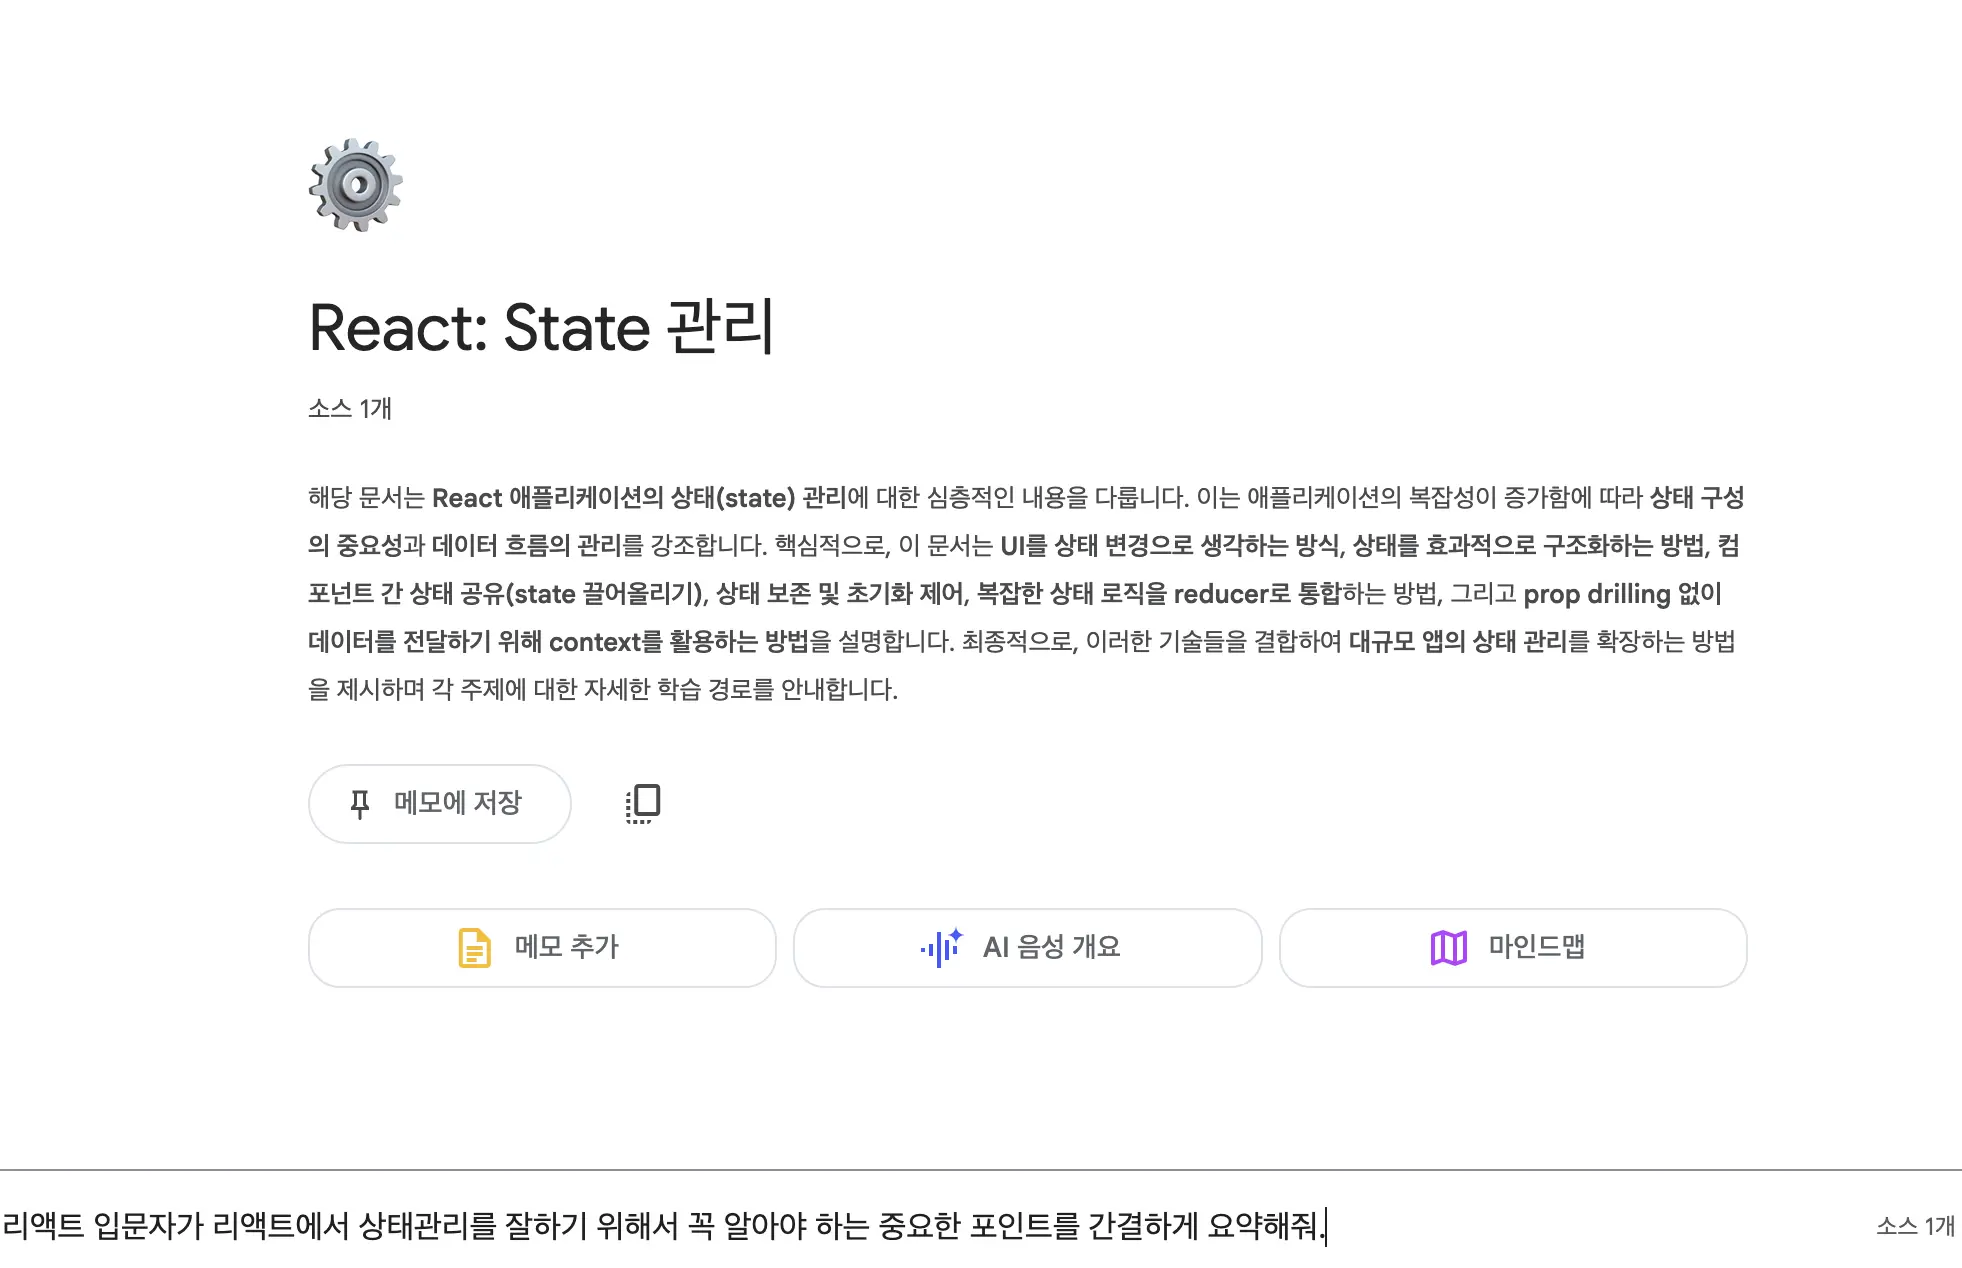 React: State 관리
소스 1개
해당 문서는 React 애플리케이션의 상태(state) 관리에 대한 심층적인 내용을 다룹니다. 이는 애플리케이션의 복잡성이 증가함에 따라 상태 구성
의 중요성과 데이터 흐름의 관리를 강조합니다. 핵심적으로, 이 문서는 UI를 상태 변경으로 생각하는 방식, 상태를 효과적으로 구조화하는 방법, 컴
포넌트 간 상태 공유(state 끌어올리기), 상태 보존 및 초기화 제어, 복잡한 상태 로직을 reducer로 통합하는 방법, 그리고 prop drilling 없이
데이터를 전달하기 위해 context를 활용하는 방법을 설명합니다. 최종적으로, 이러한 기술들을 결합하여 대규모 앱의 상태 관리를 확장하는 방법
을 제시하며 각 주제에 대한 자세한 학습 경로를 안내합니다.
메모에 저장
메모 추가
AI 음성 개요
마인드맵
리액트 입문자가 리액트에서 상태관리를 잘하기 위해서 꼭 알아야 하는 중요한 포인트를 간결하게 요약해줘.
소스 1개